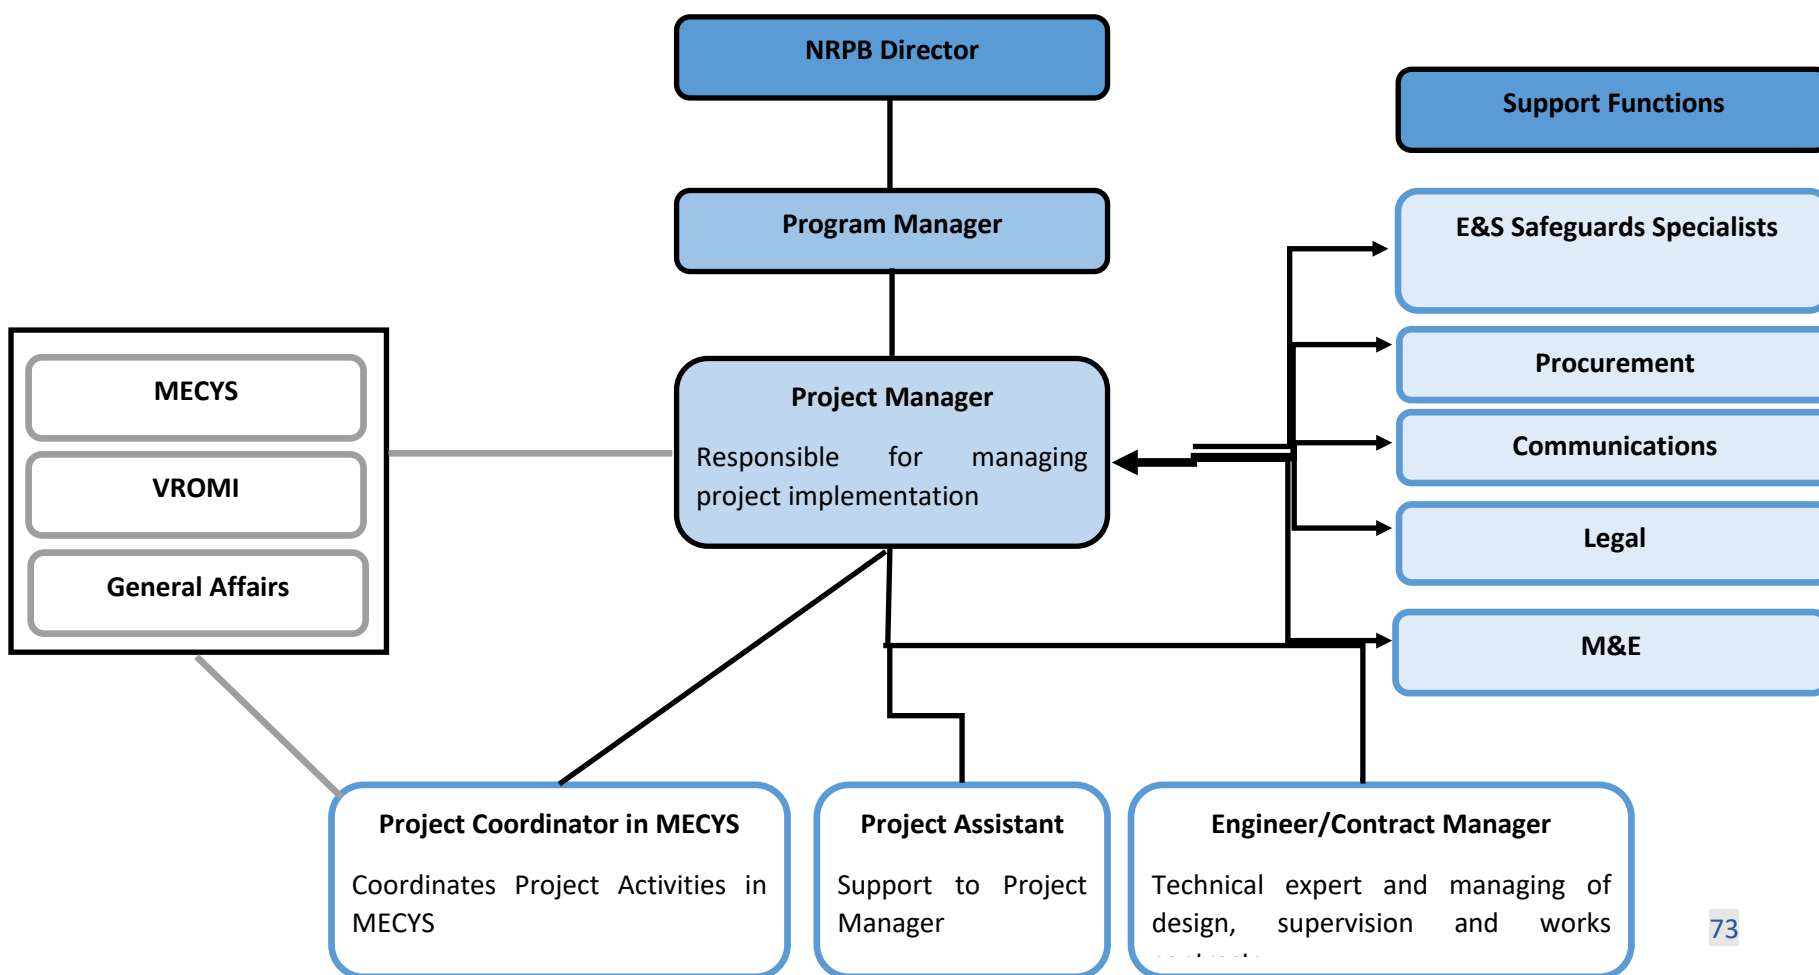 NRPB Director
Support Functions
Program Manager
E&S Safeguards Specialists
Procurement
Communications
Legal
M&E
MECYS
VROMI
General Affairs
Project Manager
Responsible for managing
project implementation
Project Coordinator in MECYS
Coordinates Project Activities in
MECYS
Project Assistant
Support to Project
Manager
Engineer/Contract Manager
Technical expert and managing of
design, supervision and works
73